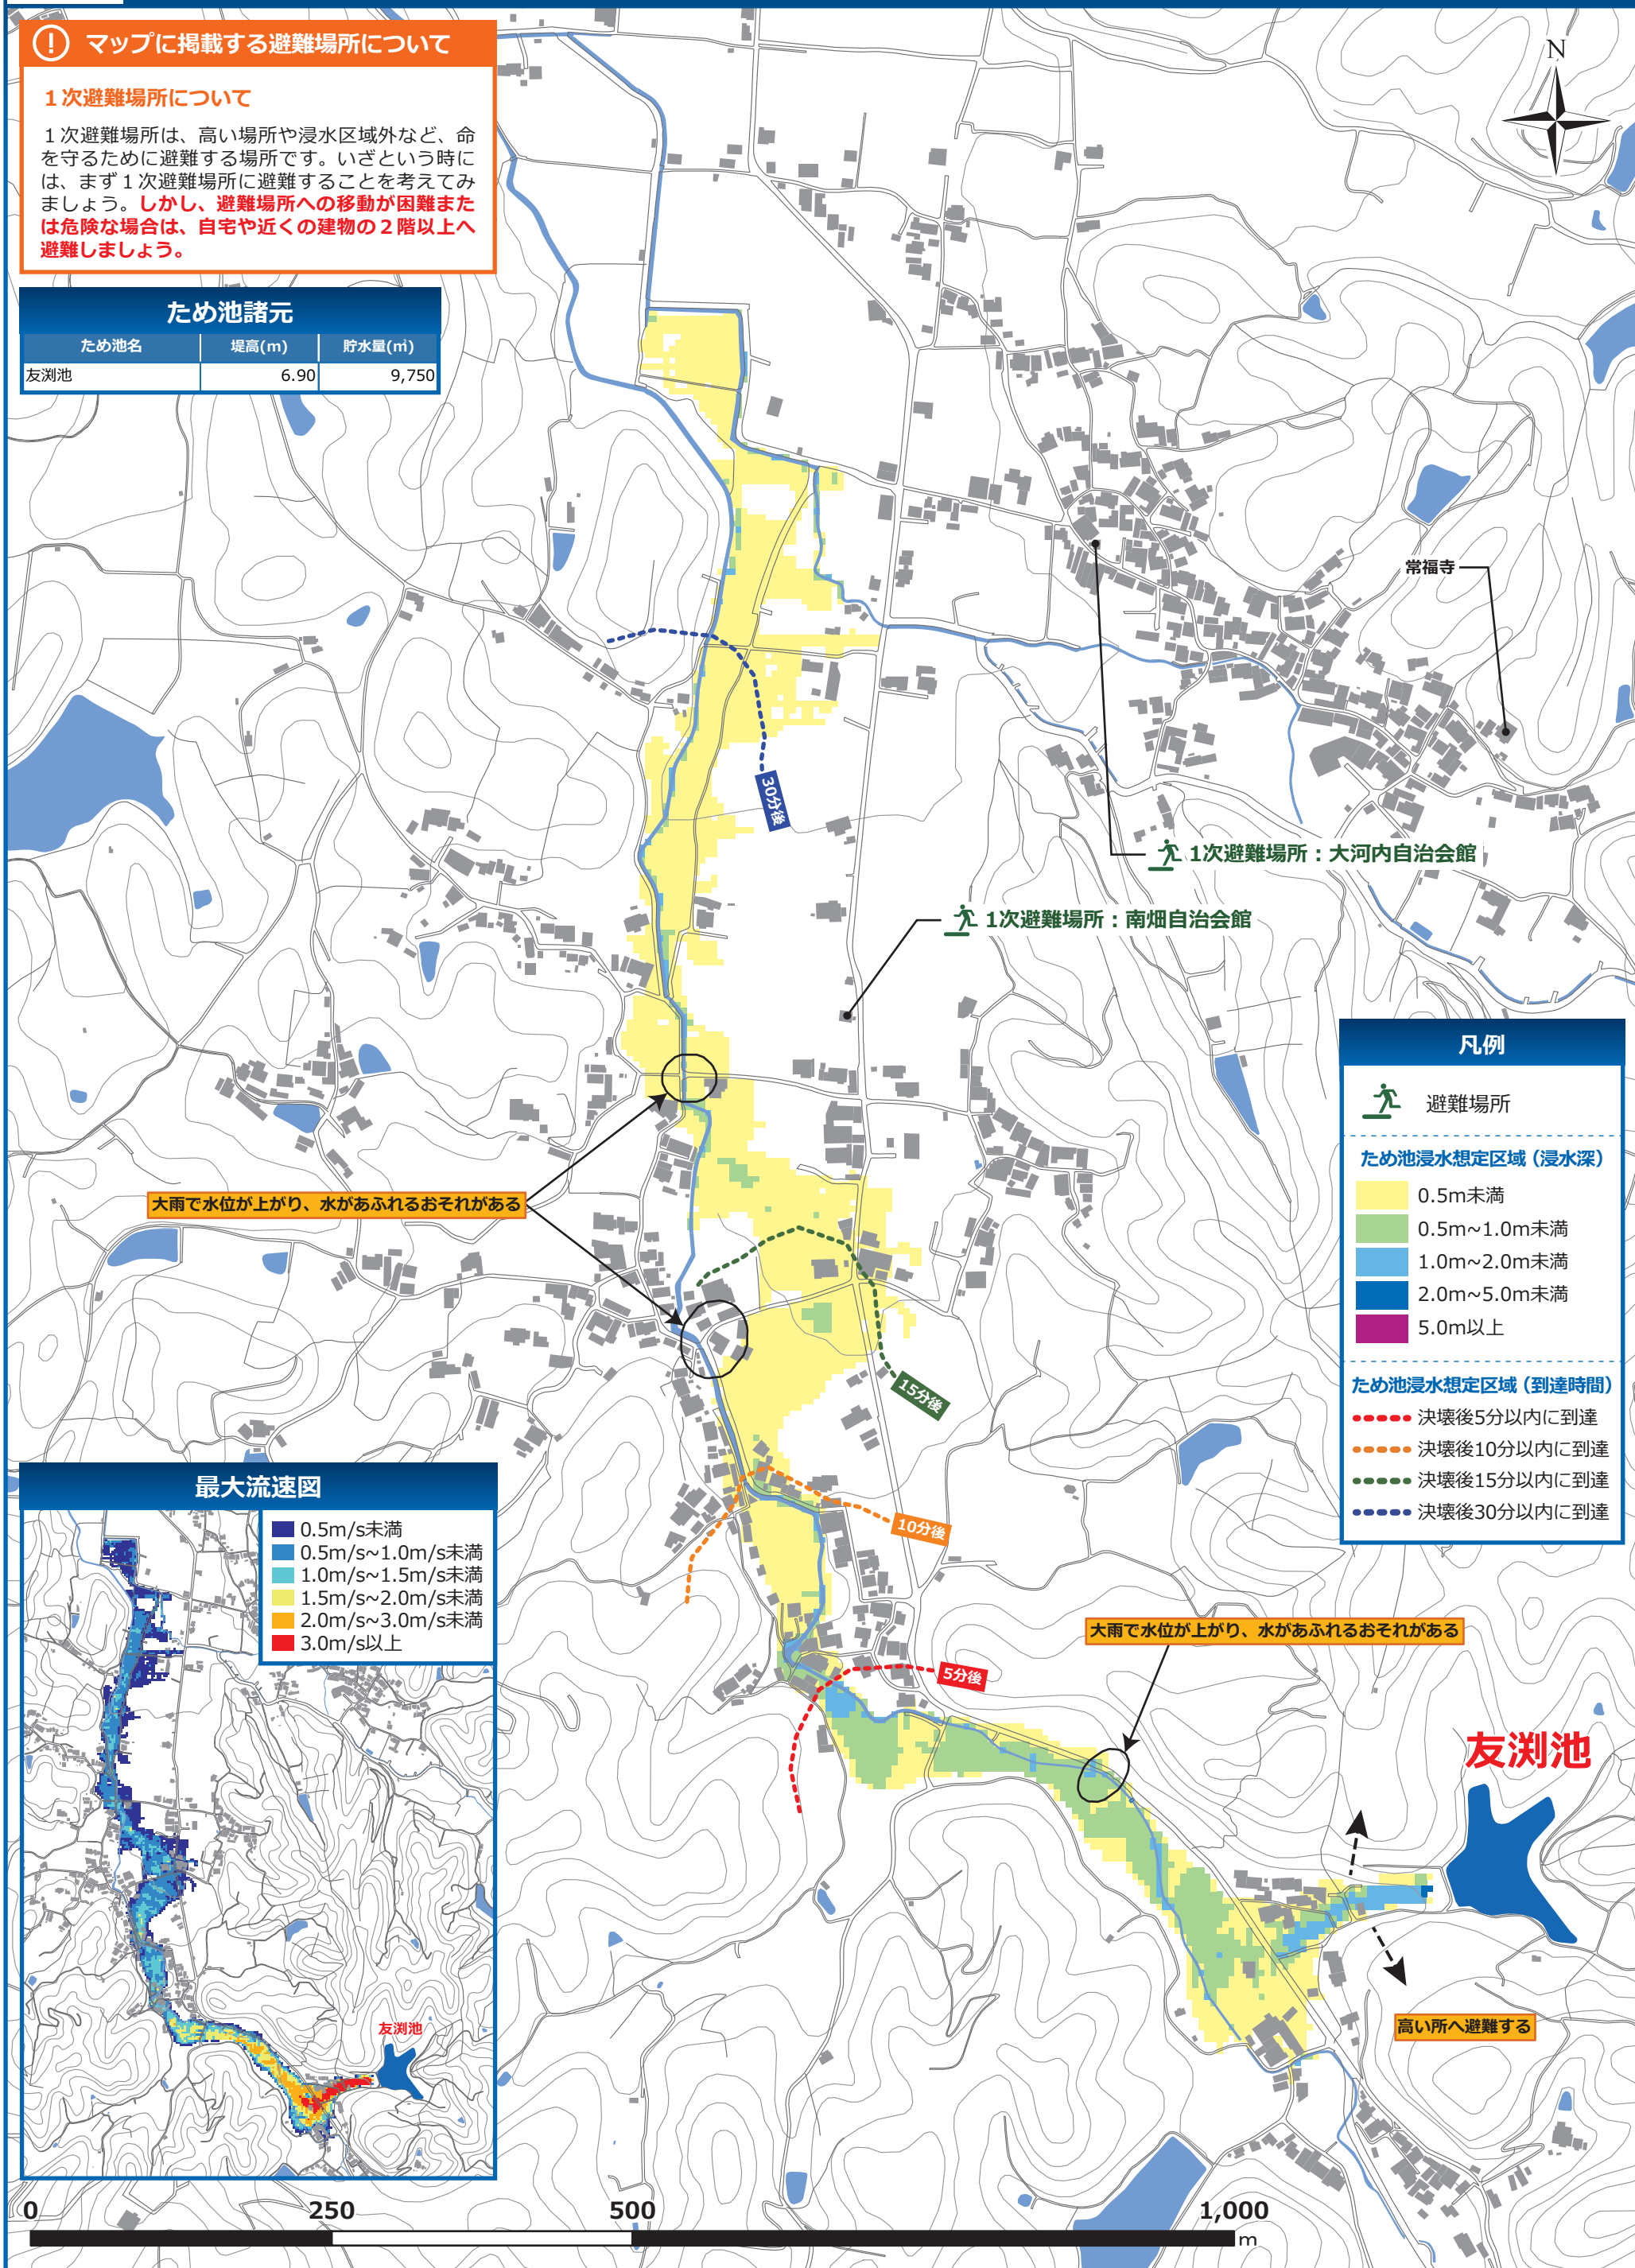 マップに掲載する避難場所について
1次避難場所について
1次避難場所は、高い場所や浸水区域外など、命
を守るために避難する場所です。いざという時に
は、まず1次避難場所に避難することを考えてみ
ましょう。しかし、避難場所への移動が困難また
は危険な場合は、自宅や近くの建物の2階以上へ
避難しましょう。
N
ため池諸元
ため池名 堤高(m) 貯水量(㎥)
友渕池 6.90 9,750
常福寺
30分後
1次避難場所:大河内自治会館
1次避難場所:南畑自治会館
大雨で水位が上がり、水があふれるおそれがある
15分後
10分後
5分後
大雨で水位が上がり、水があふれるおそれがある
友渕池
高い所へ避難する
凡例
避難場所
ため池浸水想定区域(浸水深)
0.5m未満
0.5m~1.0m未満
1.0m~2.0m未満
2.0m~5.0m未満
5.0m以上
ため池浸水想定区域(到達時間)
決壊後5分以内に到達
決壊後10分以内に到達
決壊後15分以内に到達
決壊後30分以内に到達
最大流速図
0.5m/s未満
0.5m/s~1.0m/s未満
1.0m/s~1.5m/s未満
1.5m/s~2.0m/s未満
2.0m/s~3.0m/s未満
3.0m/s以上
友渕池
0 250 500 1,000
m